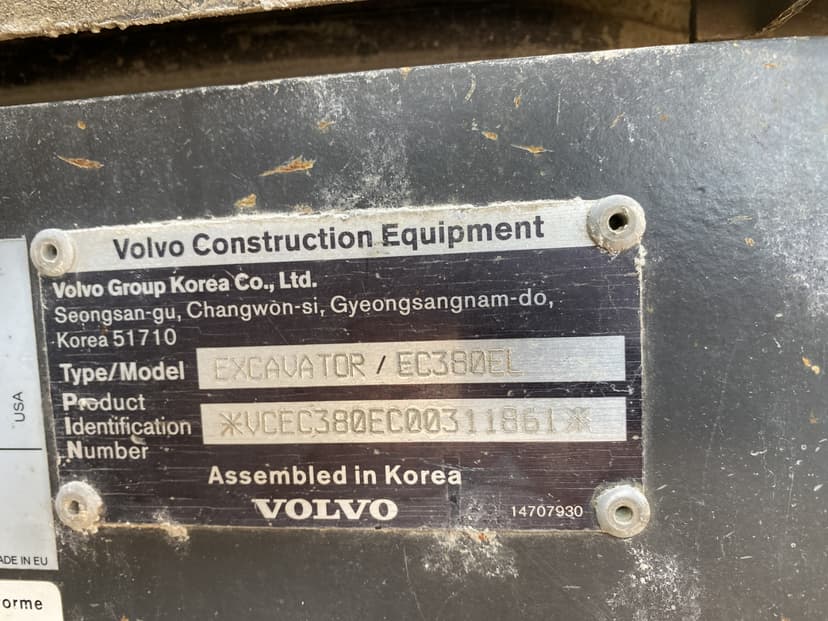 Volvo Construction Equipment
Volvo Group Korea Co., Ltd.
Seongsan-gu, Changwon-si, Gyeongsangnam-do,
Korea 51710
Type/Model EXCAVATOR / EC380EL
Product
Identification *VCEC380EC00311861*
Number
Assembled in Korea
VOLVO
14707930
USA
ADE IN EU
orme